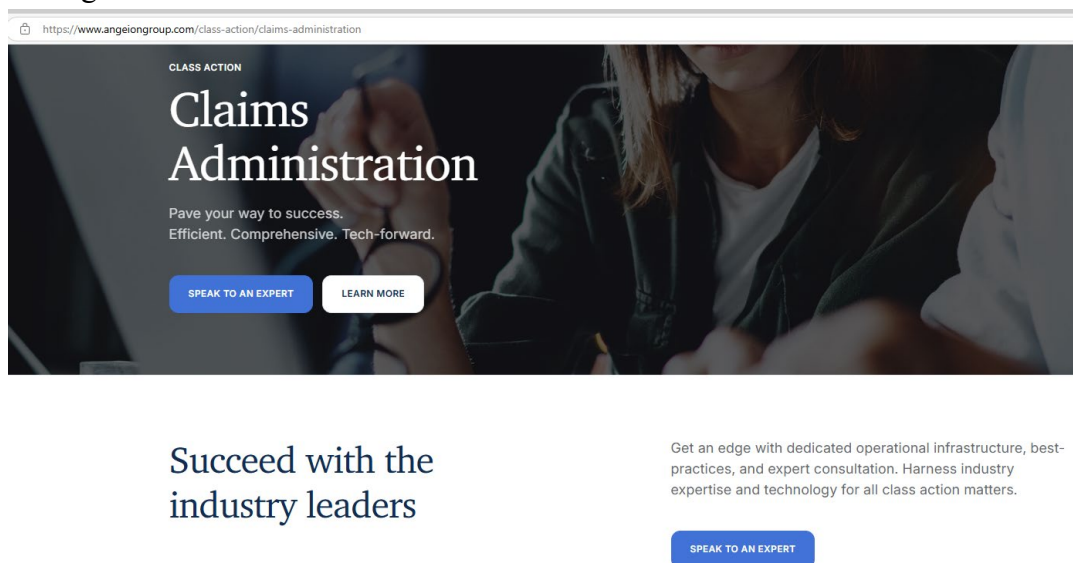 https://www.angeiongroup.com/class-action/claims-administration
CLASS ACTION
Claims
Administration
Pave your way to success.
Efficient. Comprehensive. Tech-forward.
SPEAK TO AN EXPERT
LEARN MORE
Succeed with the
industry leaders
Get an edge with dedicated operational infrastructure, best-
practices, and expert consultation. Harness industry
expertise and technology for all class action matters.
SPEAK TO AN EXPERT